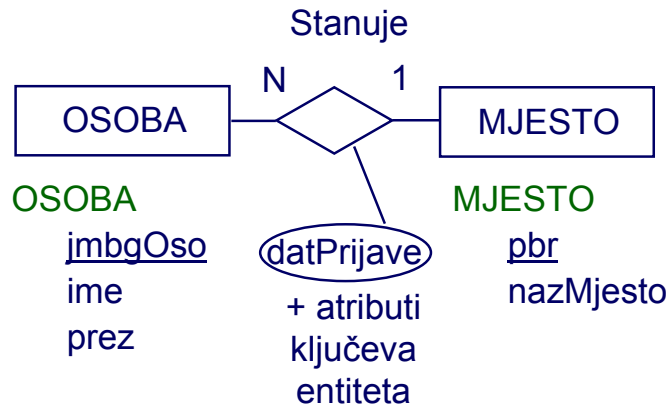 Stanuje
N
1
OSOBA
MJESTO
OSOBA
jmbgOso
ime
prez
datPrijave
+ atributi
ključeva
entiteta
MJESTO
pbr
nazMjesto